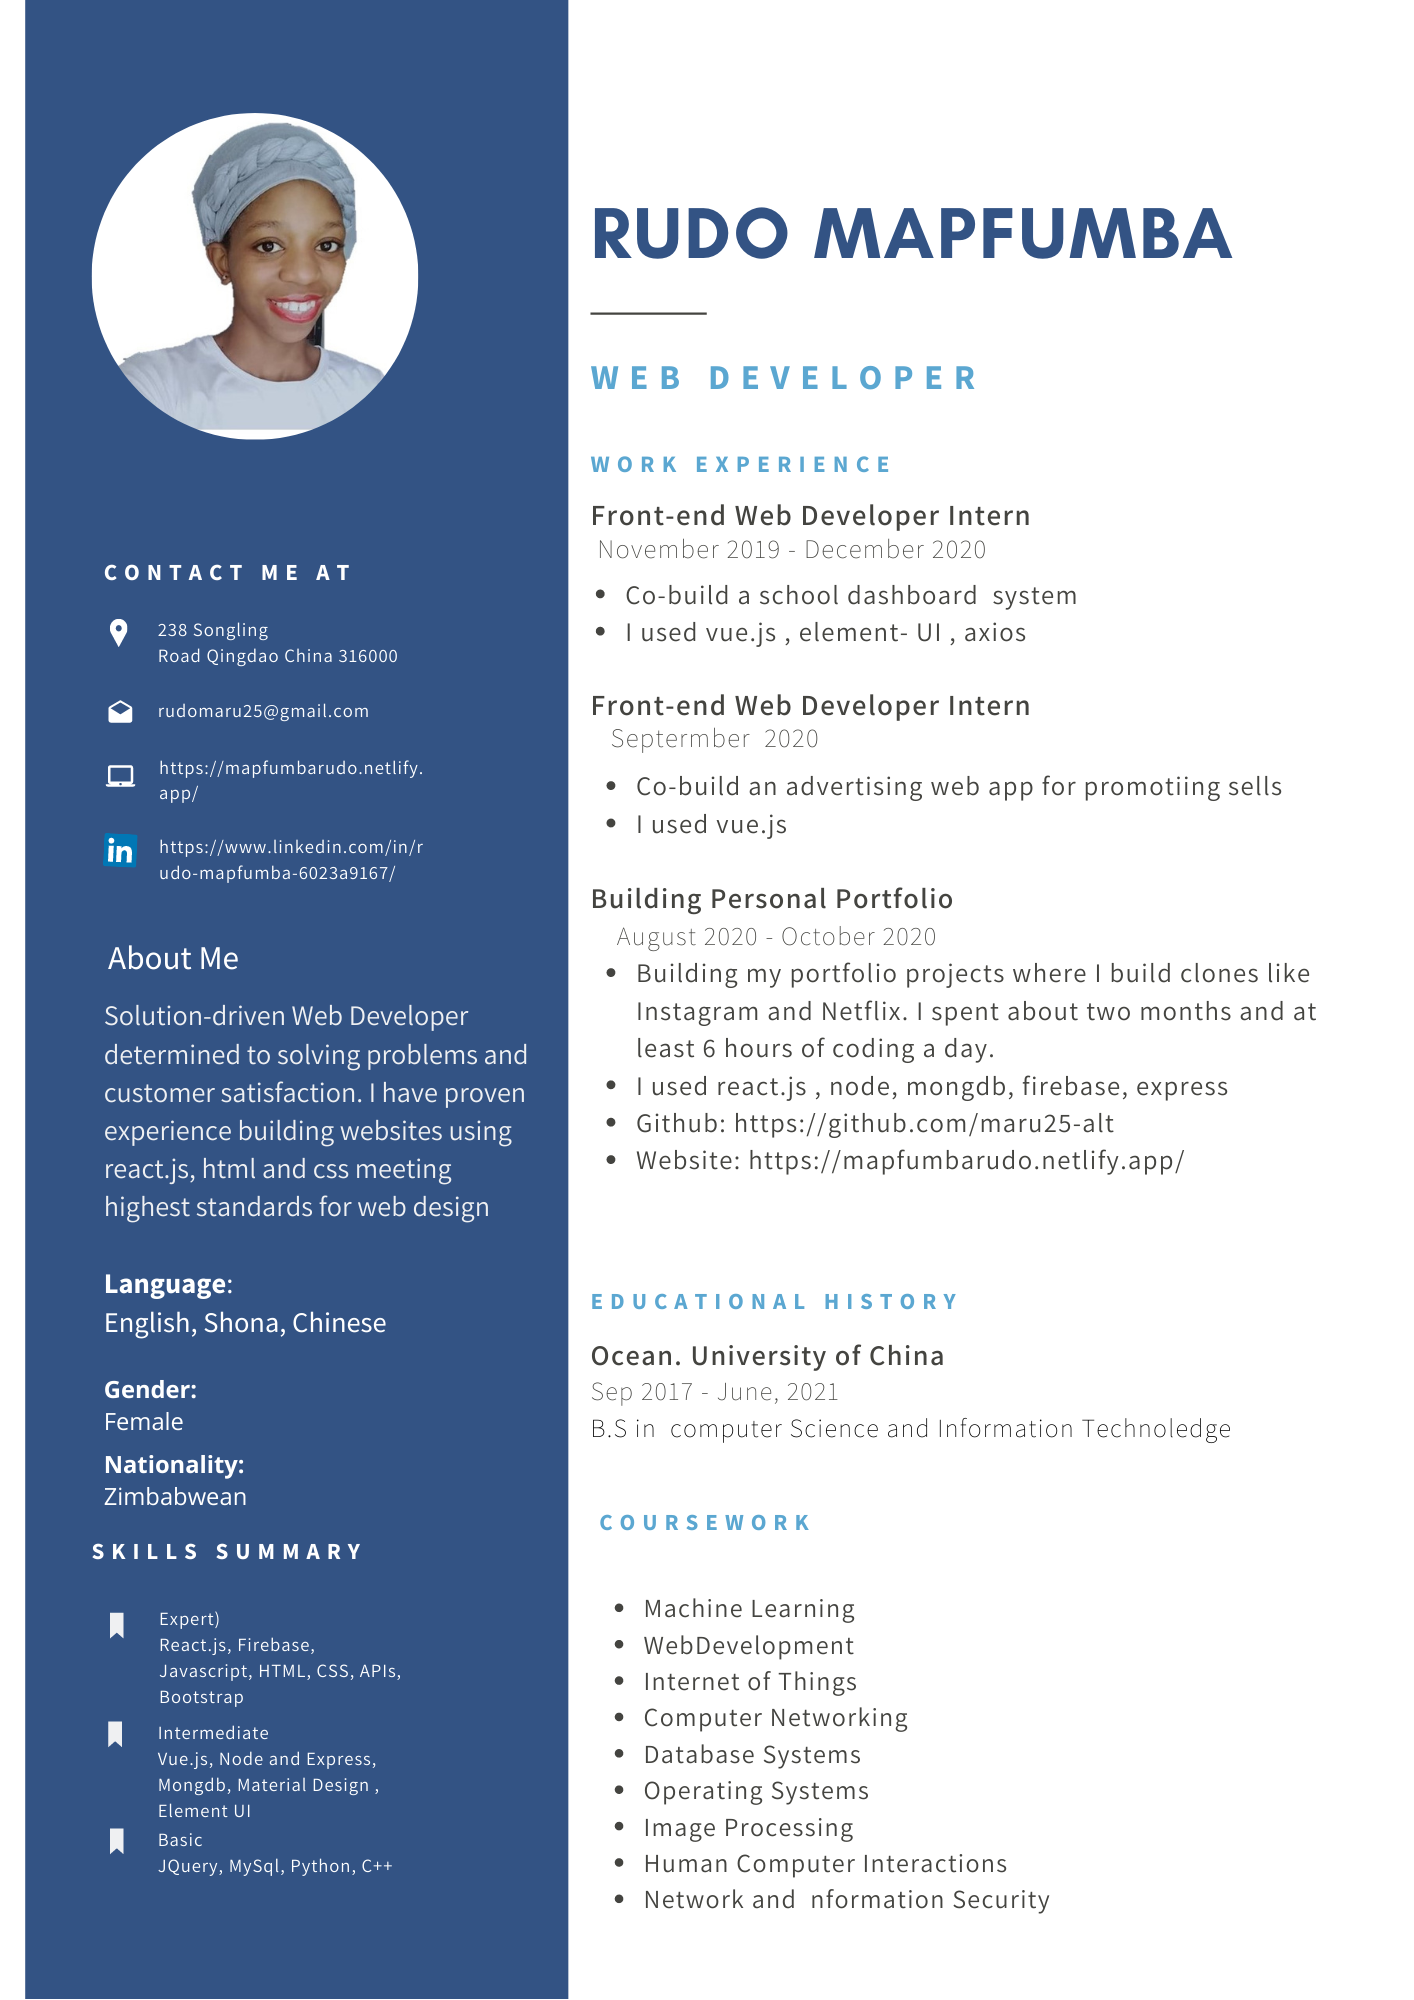 CONTACT ME AT
238 Songling
Road Qingdao China 316000
rudomaru25@gmail.com
https://mapfumbarudo.netlify.
app/
in
https://www.linkedin.com/in/r
udo-mapfumba-6023a9167/
About Me
Solution-driven Web Developer
determined to solving problems and
customer satisfaction. I have proven
experience building websites using
react.js, html and css meeting
highest standards for web design
Language:
English, Shona, Chinese
Gender:
Female
Nationality:
Zimbabwean
SKILLS SUMMARY
Expert)
React.js, Firebase,
Javascript, HTML, CSS, APIs,
Bootstrap
Intermediate
Vue.js, Node and Express,
Mongdb, Material Design ,
Element UI
Basic
JQuery, MySql, Python, C++
RUDO MAPFUMBA
WEB DEVELOPER
WORK EXPERIENCE
Front-end Web Developer Intern
November 2019 - December 2020
• Co-build a school dashboard  system
• I used vue.js , element- UI , axios
Front-end Web Developer Intern
Septermber  2020
• Co-build an advertising web app for promotiing sells
• I used vue.js
Building Personal Portfolio
August 2020 - October 2020
• Building my portfolio projects where I build clones like
Instagram and Netflix. I spent about two months and at
least 6 hours of coding a day.
• I used react.js , node, mongdb, firebase, express
• Github: https://github.com/maru25-alt
• Website: https://mapfumbarudo.netlify.app/
EDUCATIONAL HISTORY
Ocean. University of China
Sep 2017 - June, 2021
B.S in  computer Science and Information Technoledge
COURSEWORK
• Machine Learning
• WebDevelopment
• Internet of Things
• Computer Networking
• Database Systems
• Operating Systems
• Image Processing
• Human Computer Interactions
• Network and  nformation Security